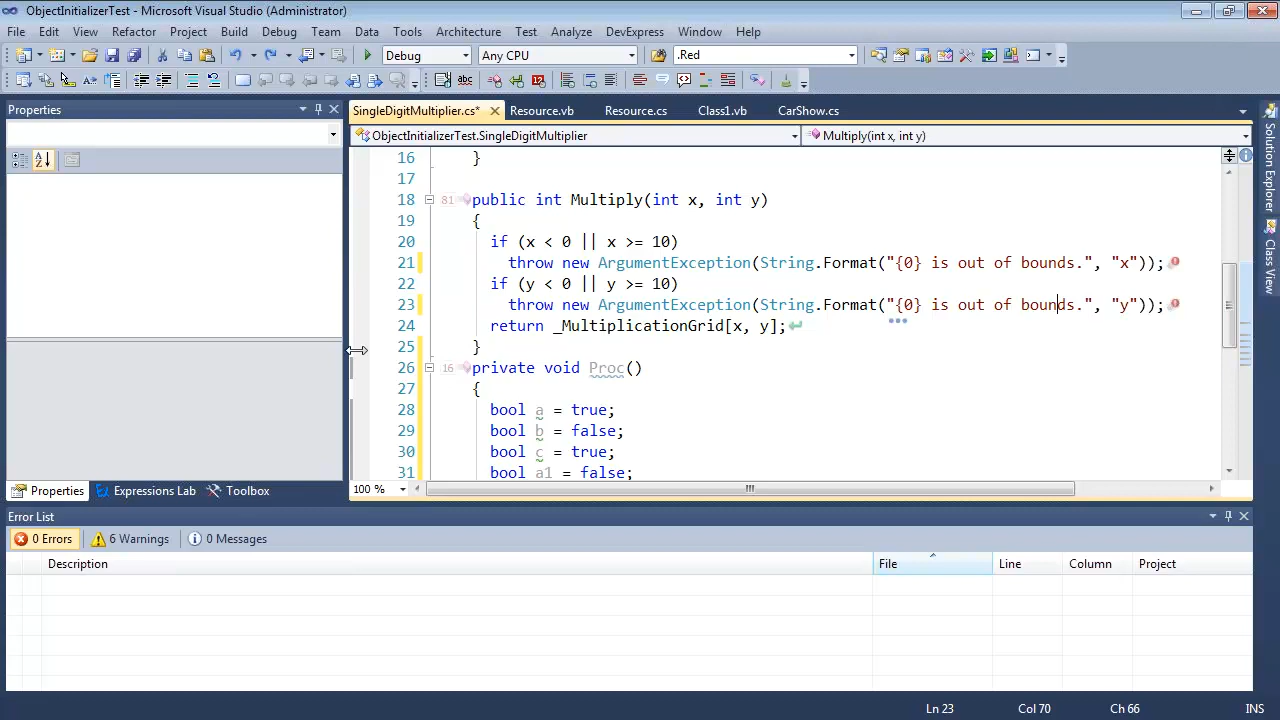 ObjectInitializerTest - Microsoft Visual Studio (Administrator)
File Edit View Refactor Project Build Debug Team Data Tools Architecture Test Analyze DevExpress Window Help
Debug Any CPU .Red
Properties
SingleDigitMultiplier.cs* Resource.vb Resource.cs Class1.vb CarShow.cs
ObjectInitializerTest.SingleDigitMultiplier Multiply(int x, int y)
16 }
17
18 81 public int Multiply(int x, int y)
19 {
20 if (x < 0 || x >= 10)
21 throw new ArgumentException(String.Format("{0} is out of bounds.", "x"));
22 if (y < 0 || y >= 10)
23 throw new ArgumentException(String.Format("{0} is out of bounds.", "y"));
24 return _MultiplicationGrid[x, y];
25 }
26 16 private void Proc()
27 {
28 bool a = true;
29 bool b = false;
30 bool c = true;
31 bool a1 = false;
100 %
Properties Expressions Lab Toolbox
Solution Explorer
Class View
Error List
0 Errors 6 Warnings 0 Messages
Description File Line Column Project
Ln 23 Col 70 Ch 66 INS